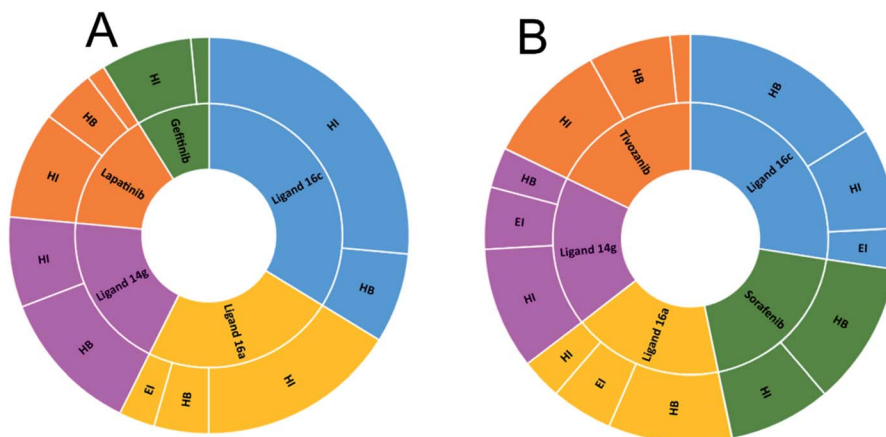 A
HI
HB
Ligand 16c
HI
HB
EI
Ligand 16a
HB
HI
Ligand 14g
HI
HB
Lapatinib
HI
Gefitinib
B
HB
HI
EI
Ligand 16c
HB
HI
Sorafenib
HB
EI
HI
Ligand 16a
HI
EI
HB
Ligand 14g
HI
HB
Tivozanib